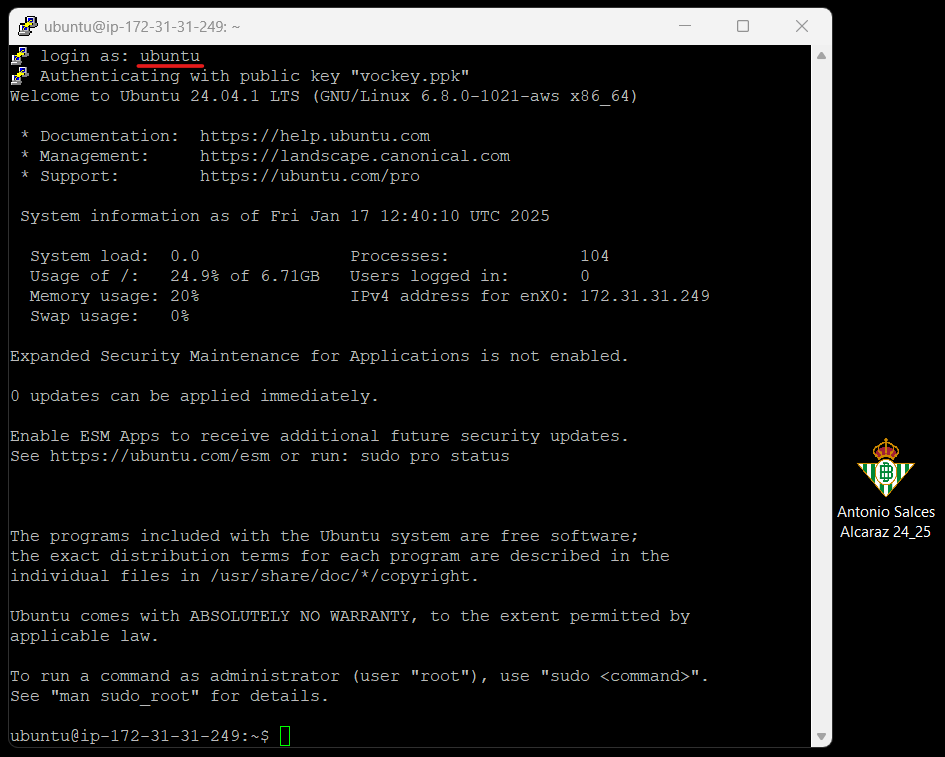 ubuntu@ip-172-31-31-249: ~
login as: ubuntu
Authenticating with public key "vockey.ppk"
Welcome to Ubuntu 24.04.1 LTS (GNU/Linux 6.8.0-1021-aws x86_64)
* Documentation:  https://help.ubuntu.com
* Management:     https://landscape.canonical.com
* Support:        https://ubuntu.com/pro
System information as of Fri Jan 17 12:40:10 UTC 2025
System load:  0.0               Processes:             104
Usage of /:   24.9% of 6.71GB   Users logged in:       0
Memory usage: 20%               IPv4 address for enX0: 172.31.31.249
Swap usage:   0%
Expanded Security Maintenance for Applications is not enabled.
0 updates can be applied immediately.
Enable ESM Apps to receive additional future security updates.
See https://ubuntu.com/esm or run: sudo pro status
The programs included with the Ubuntu system are free software;
the exact distribution terms for each program are described in the
individual files in /usr/share/doc/*/copyright.
Ubuntu comes with ABSOLUTELY NO WARRANTY, to the extent permitted by
applicable law.
To run a command as administrator (user "root"), use "sudo <command>".
See "man sudo_root" for details.
ubuntu@ip-172-31-31-249:~$
Antonio Salces
Alcaraz 24_25